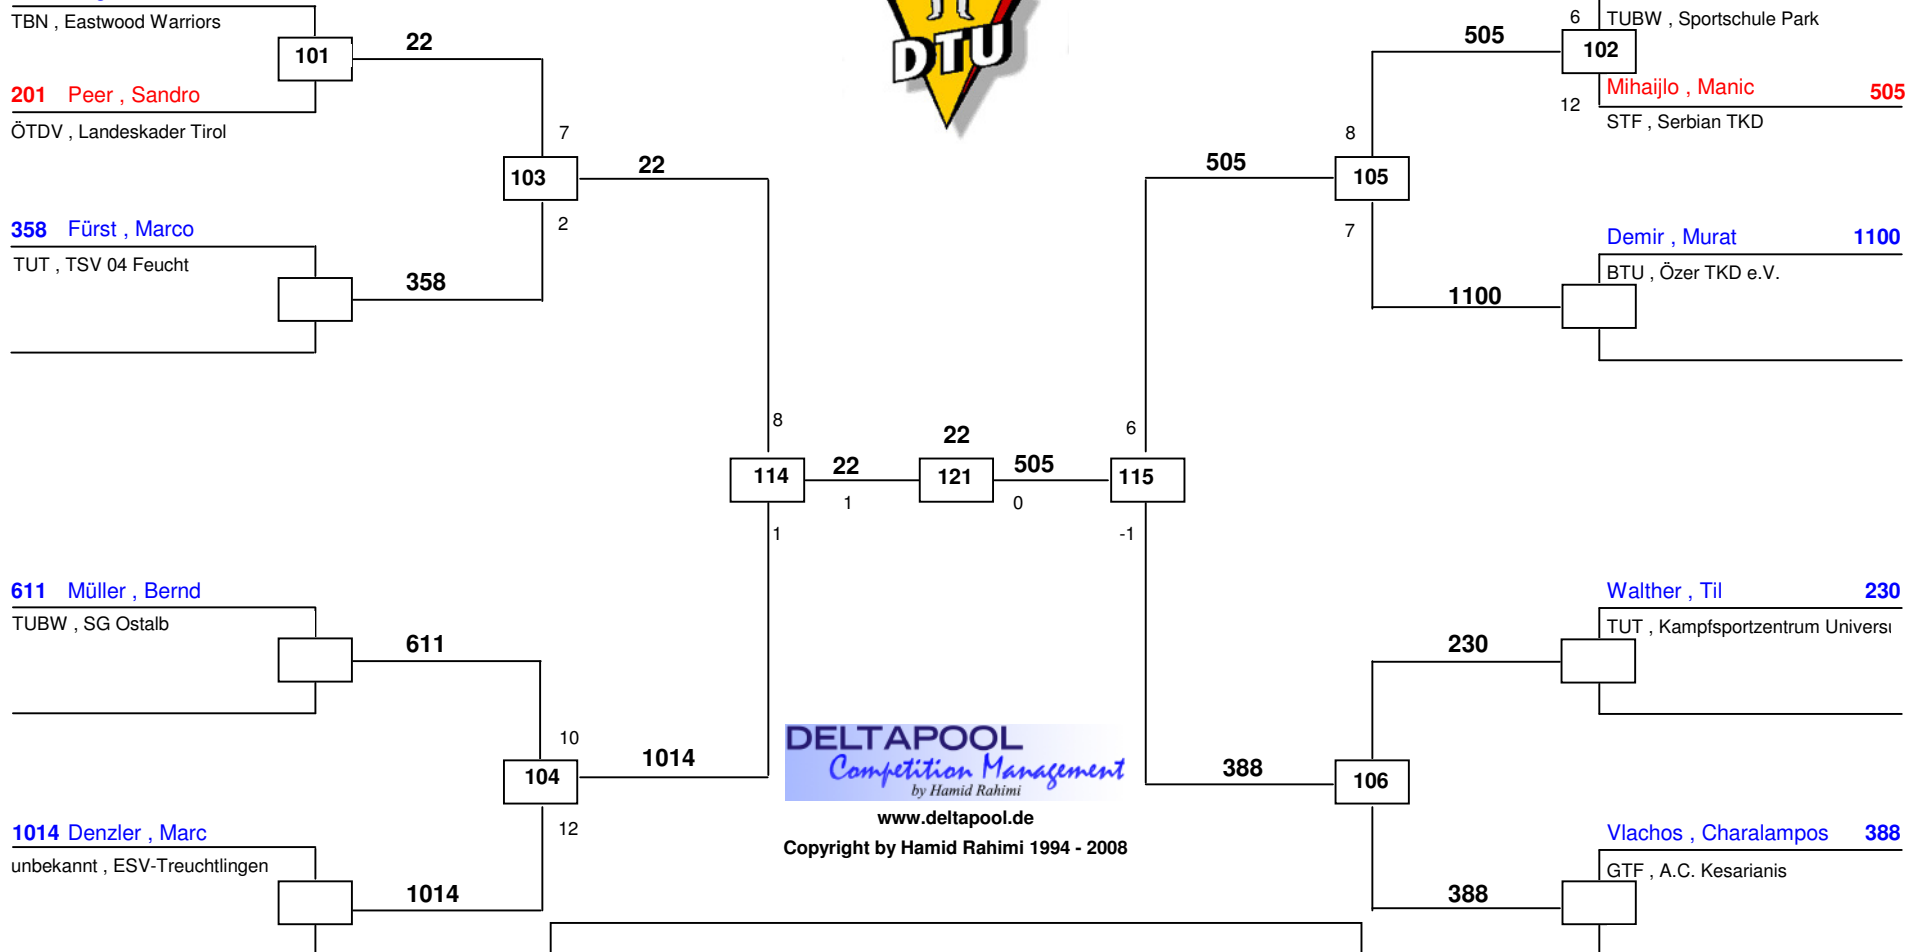 TBN , Eastwood Warriors
101
22
201 Peer , Sandro
ÖTDV , Landeskader Tirol
7
103
22
2
358 Fürst , Marco
TUT , TSV 04 Feucht
358
8
114
22
1
1
611 Müller , Bernd
TUBW , SG Ostalb
611
10
104
1014
12
1014 Denzler , Marc
unbekannt , ESV-Treuchtlingen
1014
DTU
22
121
505
0
DELTAPOOL
Competition Management
by Hamid Rahimi
www.deltapool.de
Copyright by Hamid Rahimi 1994 - 2008
6 TUBW , Sportschule Park
505
102
Mihaijlo , Manic 505
12
STF , Serbian TKD
8
505
105
7
Demir , Murat 1100
BTU , Özer TKD e.V.
1100
6
115
-1
Walther , Til 230
TUT , Kampfsportzentrum Univers
230
388
106
Vlachos , Charalampos 388
GTF , A.C. Kesarianis
388